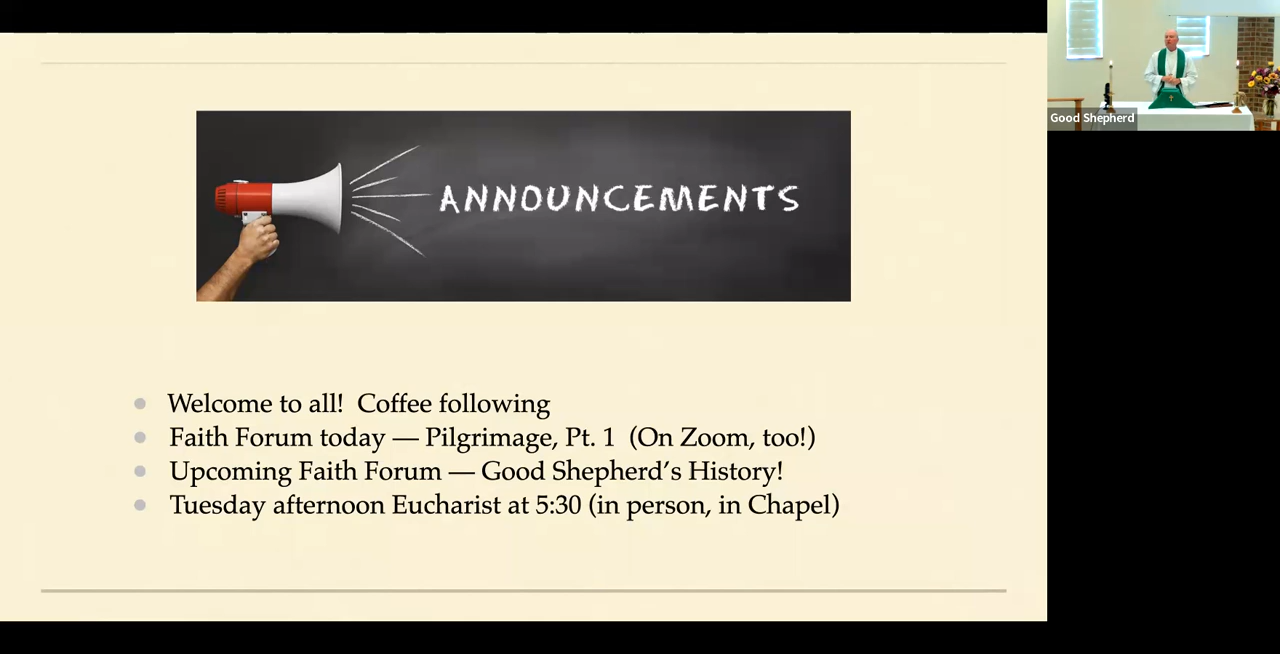 ANNOUNCEMENTS
Good Shepherd
Welcome to all!  Coffee following
Faith Forum today — Pilgrimage, Pt. 1  (On Zoom, too!)
Upcoming Faith Forum — Good Shepherd’s History!
Tuesday afternoon Eucharist at 5:30 (in person, in Chapel)